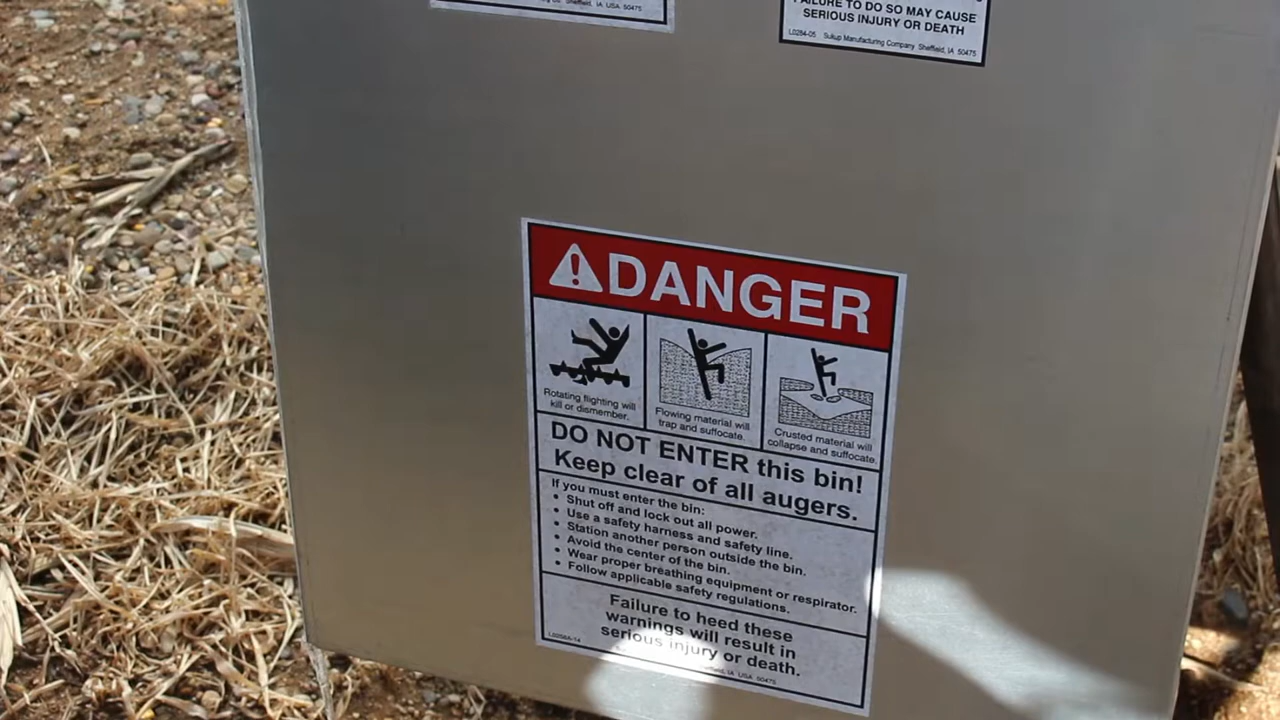 Sheffield, IA USA 50475
FAILURE TO DO SO MAY CAUSE
SERIOUS INJURY OR DEATH
L0284-05 Sukup Manufacturing Company Sheffield, IA 50475
DANGER
Rotating flighting will
kill or dismember.
Flowing material will
trap and suffocate.
Crusted material will
collapse and suffocate.
DO NOT ENTER this bin!
Keep clear of all augers.
If you must enter the bin:
• Shut off and lock out all power.
• Use a safety harness and safety line.
• Station another person outside the bin.
• Avoid the center of the bin.
• Wear proper breathing equipment or respirator.
• Follow applicable safety regulations.
Failure to heed these
warnings will result in
serious injury or death.
IA USA 50475